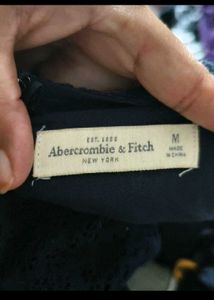 EST. 1892
Abercrombie & Fitch
NEW YORK
M
MADE
IN CHINA